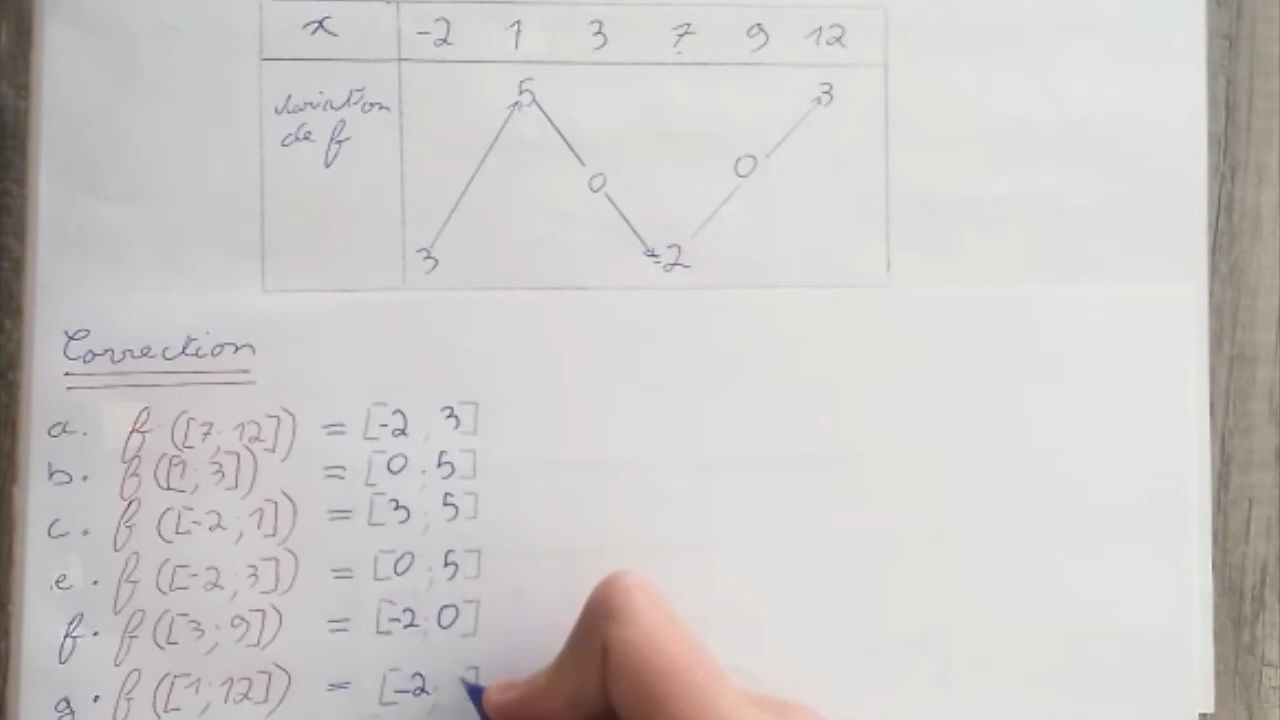 x -2 1 3 7 9 12
variation 5 3
de f 0 0
3 -2
Correction
a. f([7;12]) = [-2;3]
b. f([1;3]) = [0;5]
c. f([-2;1]) = [3;5]
e. f([-2;3]) = [0;5]
f. f([3;9]) = [-2;0]
g. f([1;12]) = [-2; ]